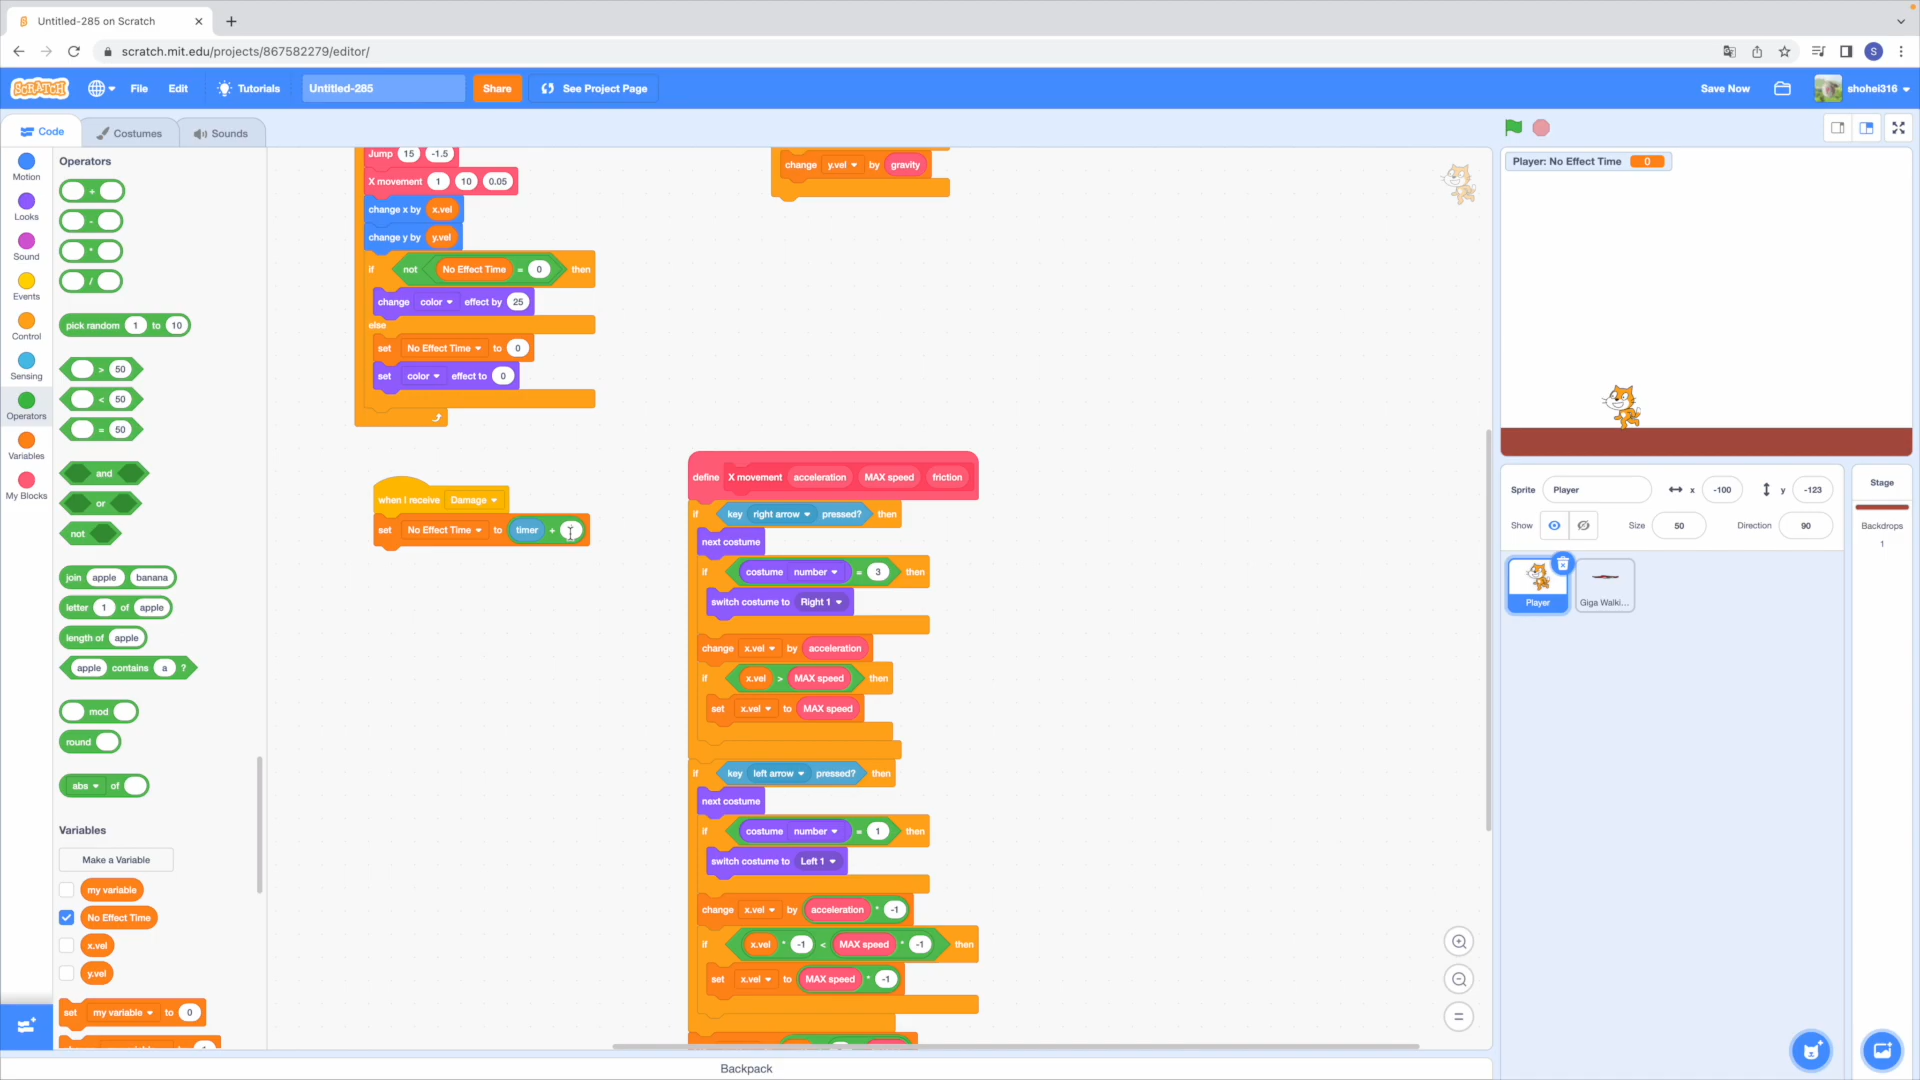 Untitled-285 on Scratch
scratch.mit.edu/projects/867582279/editor/
S
SCRATCH
File
Edit
Tutorials
Untitled-285
Share
See Project Page
Save Now
shohei316
Code
Costumes
Sounds
Motion
Looks
Sound
Events
Control
Sensing
Operators
Variables
My Blocks
Operators
+
-
*
/
pick random 1 to 10
> 50
< 50
= 50
and
or
not
join apple banana
letter 1 of apple
length of apple
apple contains a ?
mod
round
abs of
Variables
Make a Variable
my variable
No Effect Time
x.vel
y.vel
set my variable to 0
Jump 15 -1.5
X movement 1 10 0.05
change x by x.vel
change y by y.vel
if not No Effect Time = 0 then
change color effect by 25
else
set No Effect Time to 0
set color effect to 0
change y.vel by gravity
when I receive Damage
set No Effect Time to timer +
define X movement acceleration MAX speed friction
if key right arrow pressed? then
next costume
if costume number = 3 then
switch costume to Right 1
change x.vel by acceleration
if x.vel > MAX speed then
set x.vel to MAX speed
if key left arrow pressed? then
next costume
if costume number = 1 then
switch costume to Left 1
change x.vel by acceleration * -1
if x.vel * -1 < MAX speed * -1 then
set x.vel to MAX speed * -1
Backpack
Player: No Effect Time 0
Sprite Player x -100 y -123
Show Size 50 Direction 90
Player
Giga Walki...
Stage
Backdrops
1